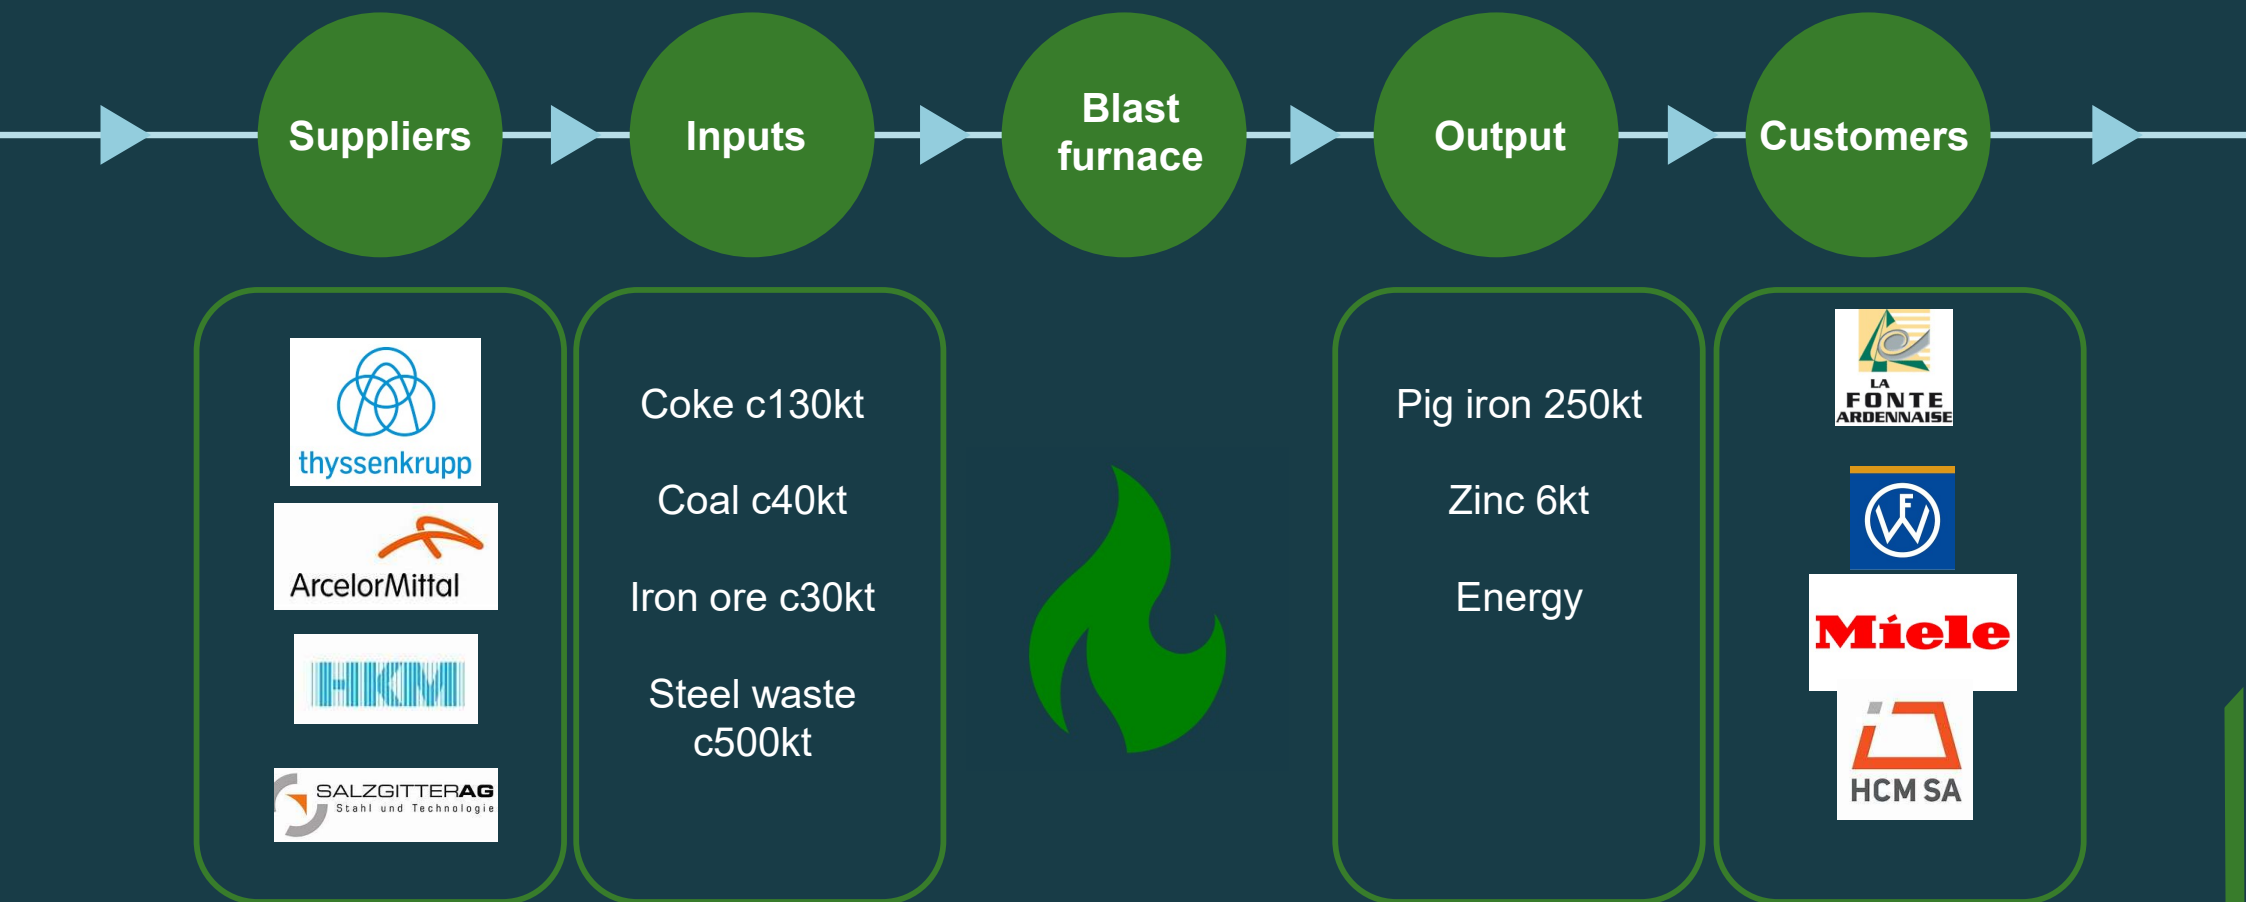 Suppliers
Inputs
Blast
furnace
Output
Customers
thyssenkrupp
ArcelorMittal
HKM
SALZGITTERAG
Stahl und Technologie
Coke c130kt
Coal c40kt
Iron ore c30kt
Steel waste
c500kt
Pig iron 250kt
Zinc 6kt
Energy
LA
FONTE
ARDENNAISE
FW
Miele
HCM SA